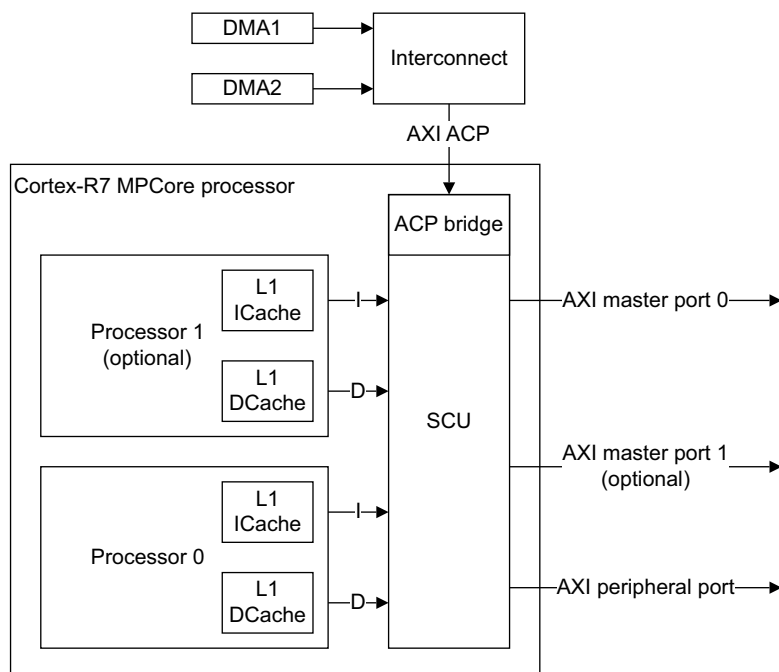 DMA1
DMA2
Interconnect
AXI ACP
Cortex-R7 MPCore processor
ACP bridge
L1
ICache
I
Processor 1
(optional)
L1
DCache
D
SCU
AXI master port 0
AXI master port 1
(optional)
L1
ICache
I
Processor 0
L1
DCache
D
AXI peripheral port